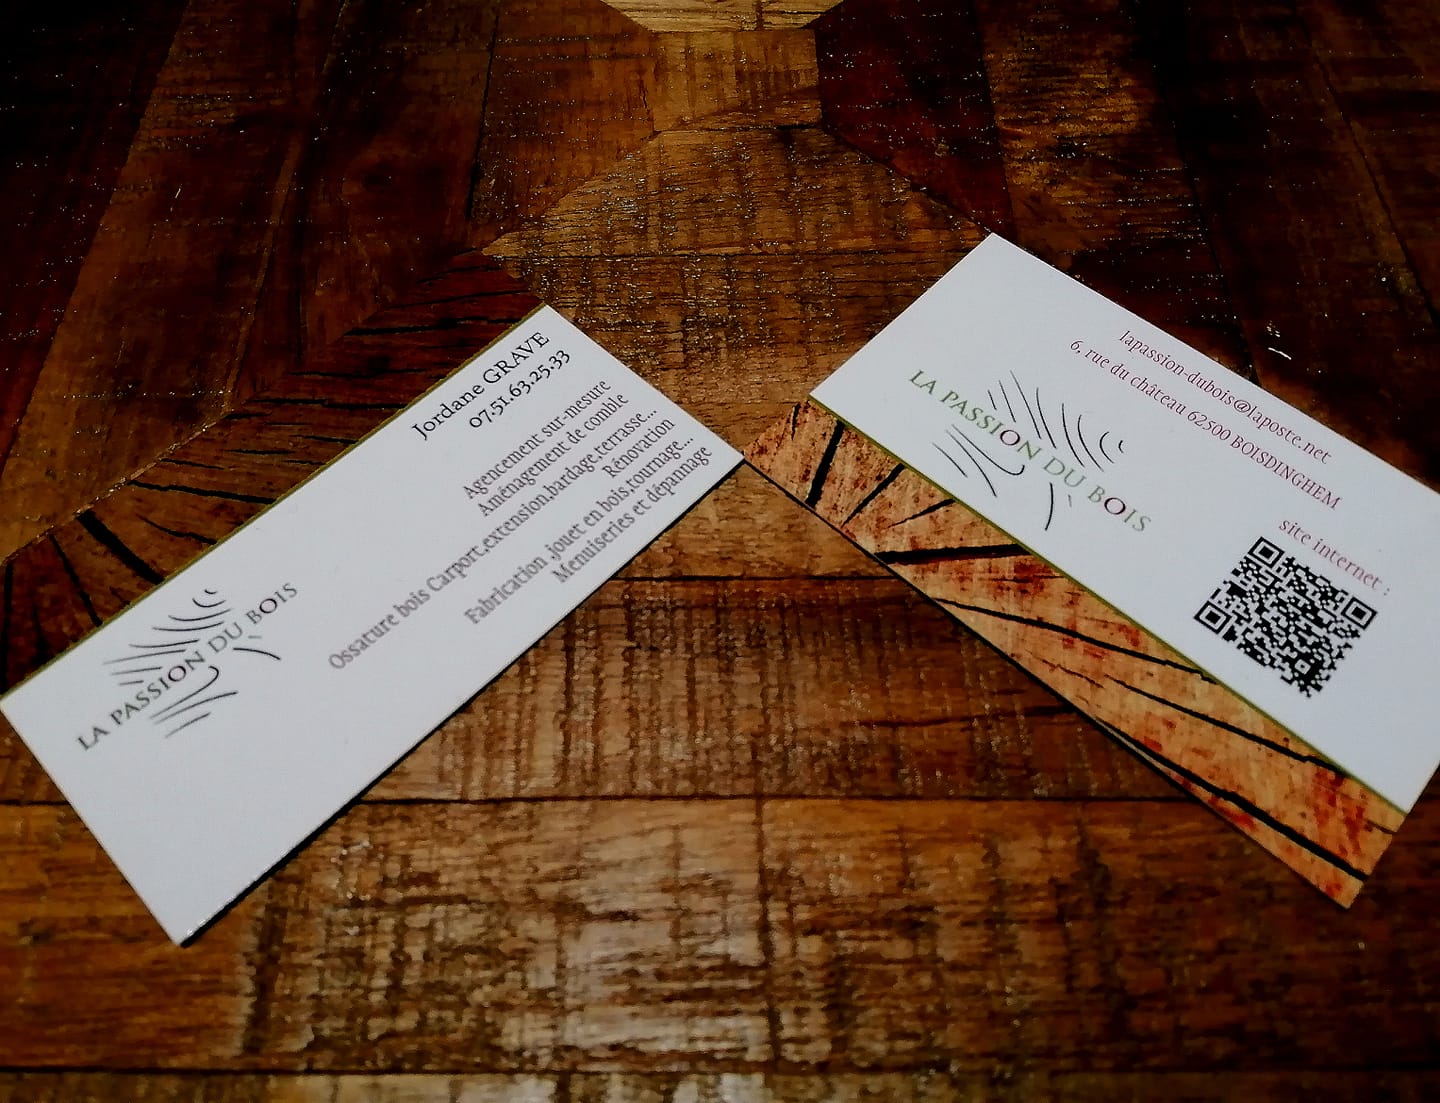 Jordane GRAVE
07.51.63.25.33
Agencement sur-mesure
Aménagement de comble
Ossature bois Carport,extension,bardage,terrasse...
Rénovation
Fabrication ,jouet en bois,tournage...
Menuiseries et dépannage
LA PASSION DU BOIS
lapassion-dubois@laposte.net
6, rue du château 62500 BOISDINGHEM
LA PASSION DU BOIS
site internet :